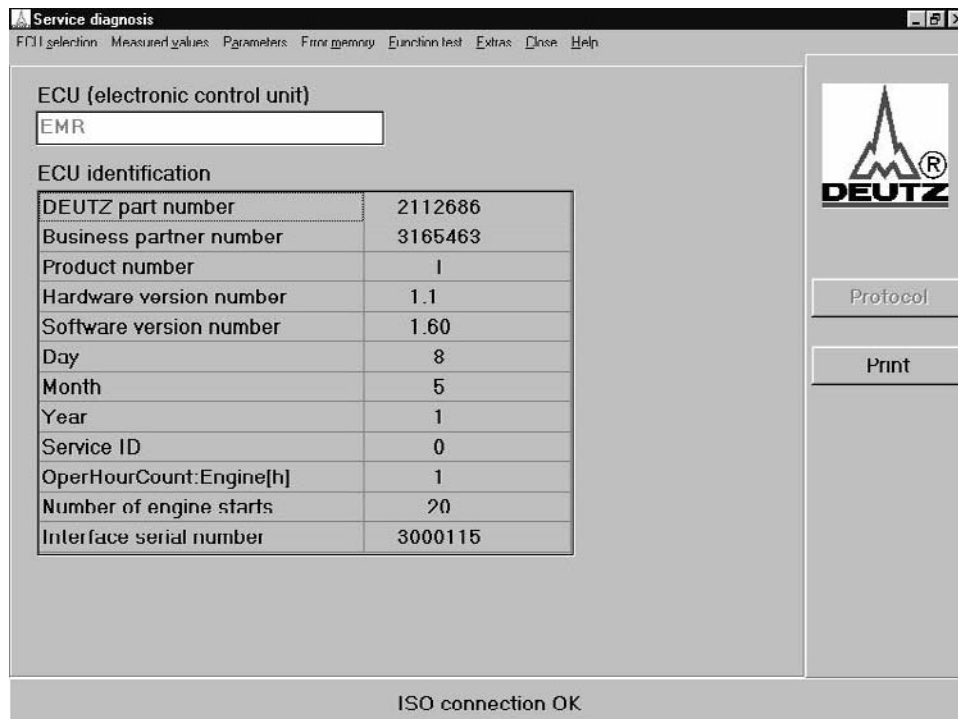 Service diagnosis
ECU selection Measured values Parameters Error memory Function test Extras Close Help
ECU (electronic control unit)
EMR
ECU identification
DEUTZ part number 2112686
Business partner number 3165463
Product number I
Hardware version number 1.1
Software version number 1.60
Day 8
Month 5
Year 1
Service ID 0
OperHourCount:Engine[h] 1
Number of engine starts 20
Interface serial number 3000115
®
DEUTZ
Protocol
Print
ISO connection OK